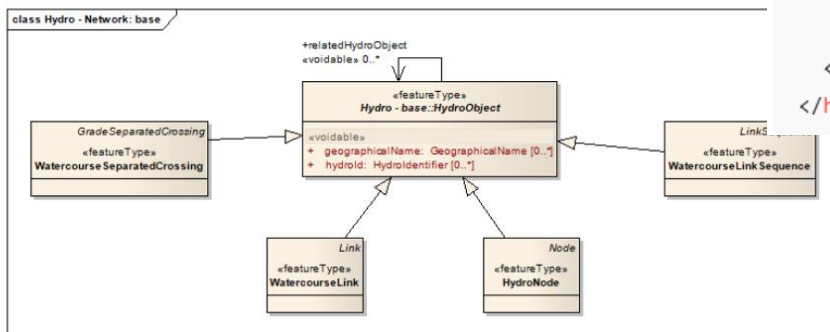 class Hydro - Network: base
+relatedHydroObject
«voidable» 0..*
«featureType»
Hydro - base::HydroObject
«voidable»
+ geographicalName: GeographicalName [0..*]
+ hydroId: HydroIdentifier [0..*]
GradeSeparatedCrossing
«featureType»
WatercourseSeparatedCrossing
«featureType»
WatercourseLinkSequence
Link
«featureType»
WatercourseLink
Node
«featureType»
HydroNode
<
</h